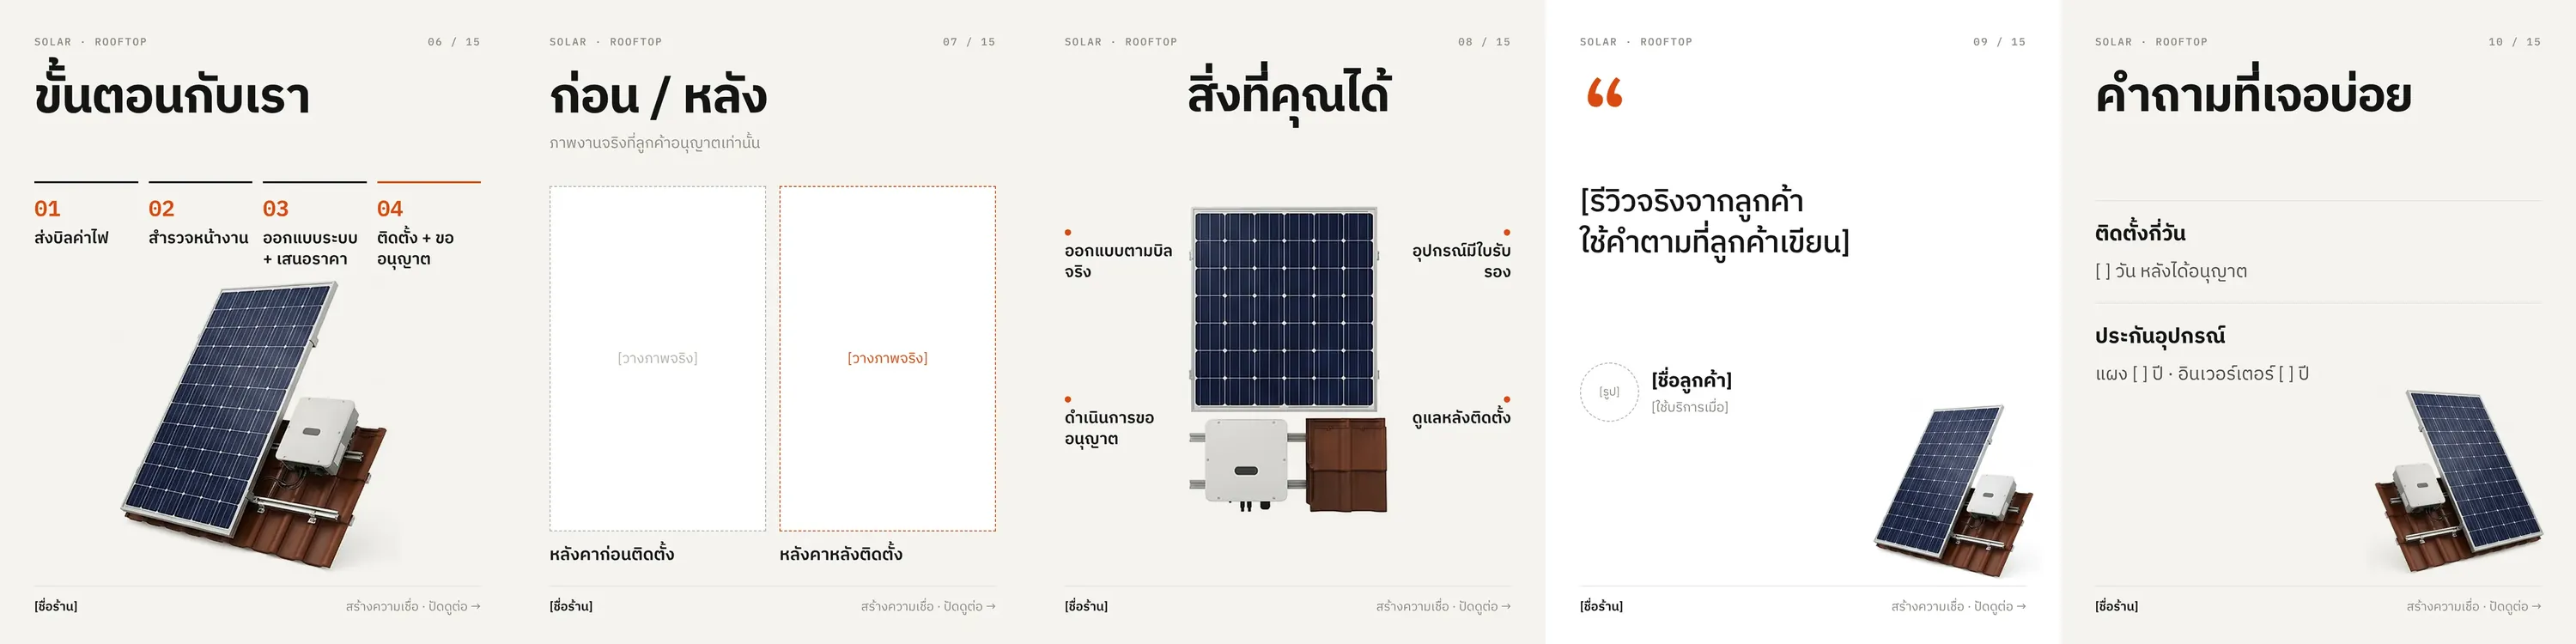 SOLAR · ROOFTOP
06 / 15
ขั้นตอนกับเรา
01
ส่งบิลค่าไฟ
02
สำรวจหน้างาน
03
ออกแบบระบบ
+ เสนอราคา
04
ติดตั้ง + ขอ
อนุญาต
[ชื่อร้าน]
สร้างความเชื่อ · ปัดดูต่อ →
SOLAR · ROOFTOP
07 / 15
ก่อน / หลัง
ภาพงานจริงที่ลูกค้าอนุญาตเท่านั้น
[วางภาพจริง]
[วางภาพจริง]
หลังคาก่อนติดตั้ง
หลังคาหลังติดตั้ง
[ชื่อร้าน]
สร้างความเชื่อ · ปัดดูต่อ →
SOLAR · ROOFTOP
08 / 15
สิ่งที่คุณได้
ออกแบบตามบิล
จริง
อุปกรณ์มีใบรับ
รอง
ดำเนินการขอ
อนุญาต
ดูแลหลังติดตั้ง
[ชื่อร้าน]
สร้างความเชื่อ · ปัดดูต่อ →
SOLAR · ROOFTOP
09 / 15
“
[รีวิวจริงจากลูกค้า
ใช้คำตามที่ลูกค้าเขียน]
[รูป]
[ชื่อลูกค้า]
[ใช้บริการเมื่อ]
[ชื่อร้าน]
สร้างความเชื่อ · ปัดดูต่อ →
SOLAR · ROOFTOP
10 / 15
คำถามที่เจอบ่อย
ติดตั้งกี่วัน
[ ] วัน หลังได้อนุญาต
ประกันอุปกรณ์
แผง [ ] ปี · อินเวอร์เตอร์ [ ] ปี
[ชื่อร้าน]
สร้างความเชื่อ · ปัดดูต่อ →